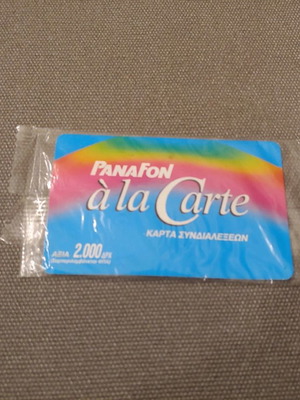 PANAFON
à la Carte
ΚΑΡΤΑ ΣΥΝΔΙΑΛΕΞΕΩΝ
ΑΞΙΑ 2.000 ΔΡΧ